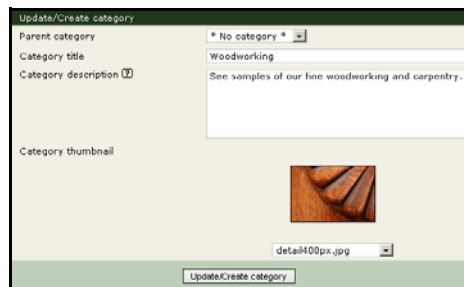 Update/Create category
Parent category
* No category *
Category title
Woodworking
Category description [?]
See samples of our fine woodworking and carpentry.
Category thumbnail
detail400px.jpg
Update/Create category